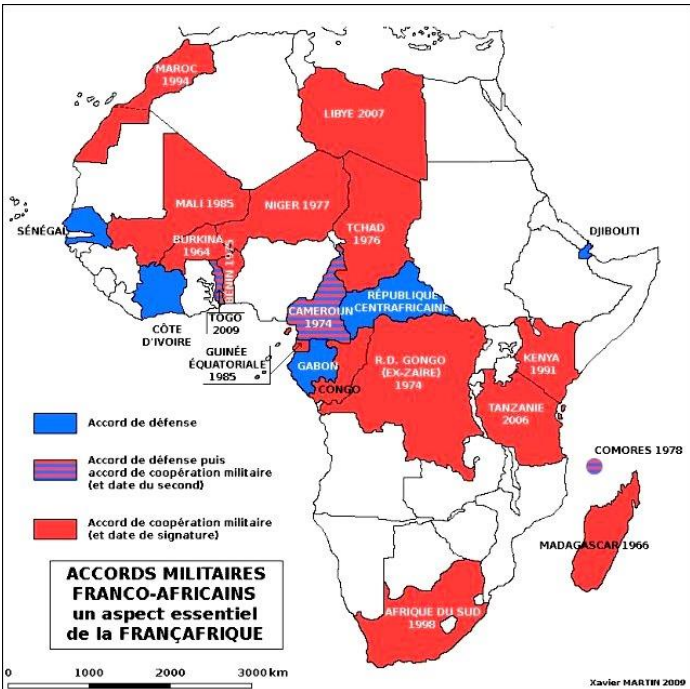 MAROC
1994
LIBYE 2007
MALI 1985
NIGER 1977
TCHAD
1976
SÉNÉGAL
BURKINA
1964
BÉNIN 1975
DJIBOUTI
CÔTE
D'IVOIRE
TOGO
2009
CAMEROUN
1974
RÉPUBLIQUE
CENTRAFRICAINE
GUINÉE
ÉQUATORIALE
1985
GABON
CONGO
R.D. GONGO
(EX-ZAÏRE)
1974
KENYA
1991
TANZANIE
2006
COMORES 1978
MADAGASCAR 1966
AFRIQUE DU SUD
1998
Accord de défense
Accord de défense puis
accord de coopération militaire
(et date du second)
Accord de coopération militaire
(et date de signature)
ACCORDS MILITAIRES
FRANCO-AFRICAINS
un aspect essentiel
de la FRANÇAFRIQUE
0 1000 2000 3000 km
Xavier MARTIN 2009